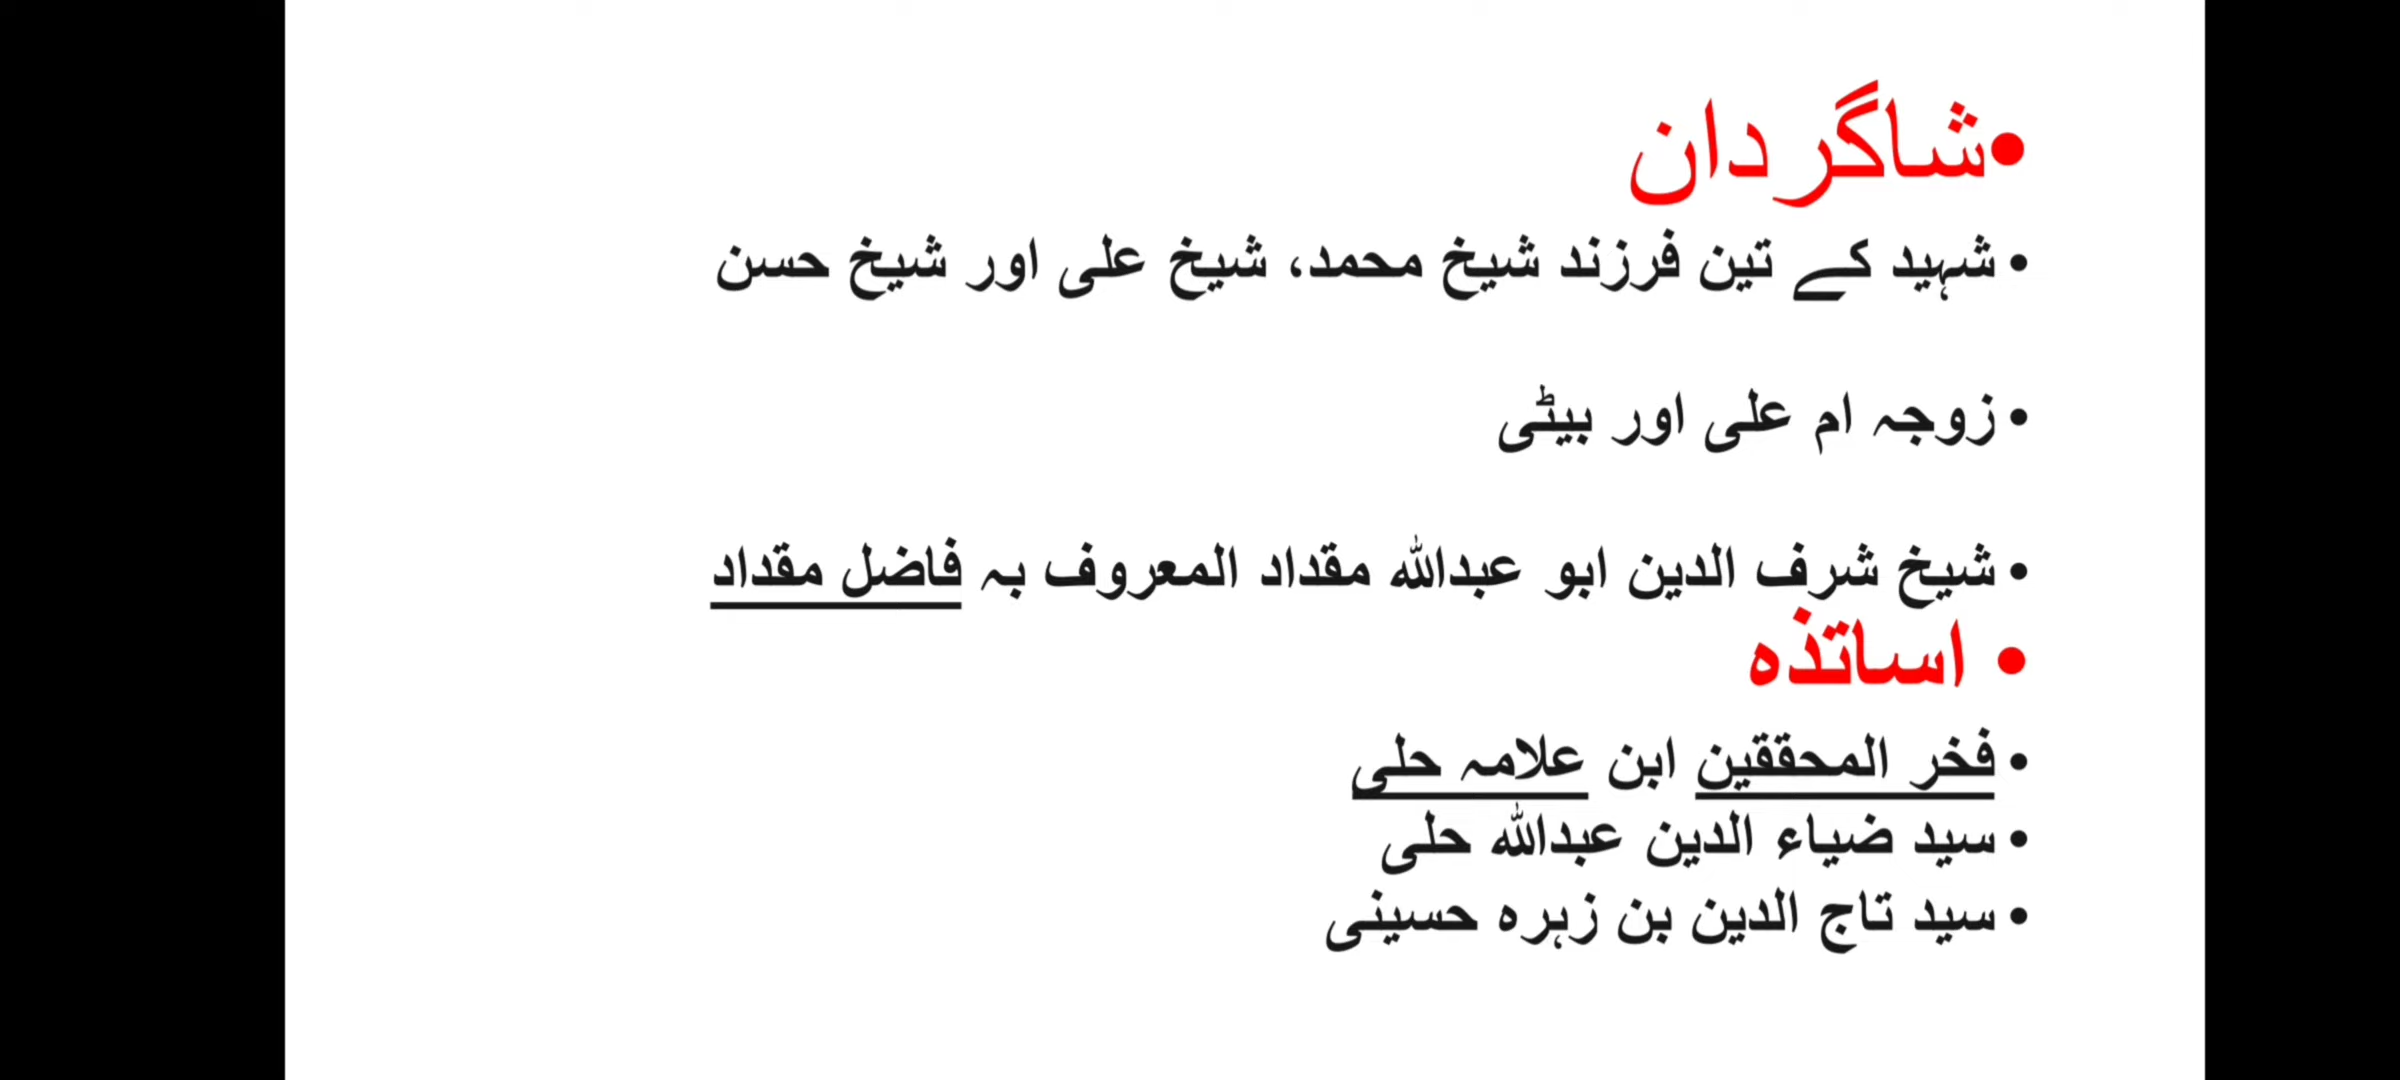 •شاگردان
• شہید کے تین فرزند شیخ محمد، شیخ علی اور شیخ حسن
• زوجہ ام علی اور بیٹی
• شیخ شرف الدین ابو عبداللہ مقداد المعروف بہ فاضل مقداد
• اساتذہ
• فخر المحققین ابن علامہ حلی
• سید ضیاء الدین عبداللہ حلی
• سید تاج الدین بن زہرہ حسینی